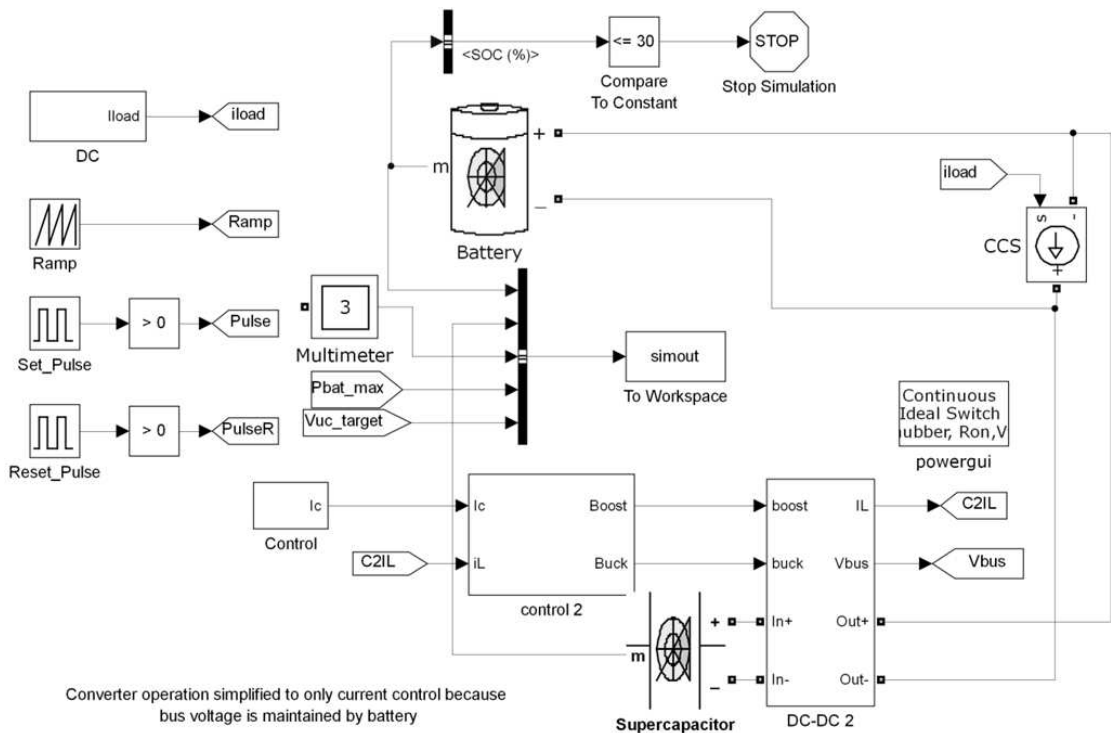 <SOC (%)>
<= 30
Compare
To Constant
STOP
Stop Simulation
Iload
DC
iload
Ramp
Ramp
Set_Pulse
> 0
Pulse
Reset_Pulse
> 0
PulseR
m
+
_
Battery
3
Multimeter
Pbat_max
Vuc_target
simout
To Workspace
iload
s
-
CCS
+
Continuous
Ideal Switch
nubber, Ron,V
powergui
Ic
Control
C2IL
Ic
iL
Boost
Buck
control 2
boost
buck
In+
In-
IL
Vbus
Out+
Out-
DC-DC 2
C2IL
Vbus
m
+
_
Supercapacitor
Converter operation simplified to only current control because
bus voltage is maintained by battery